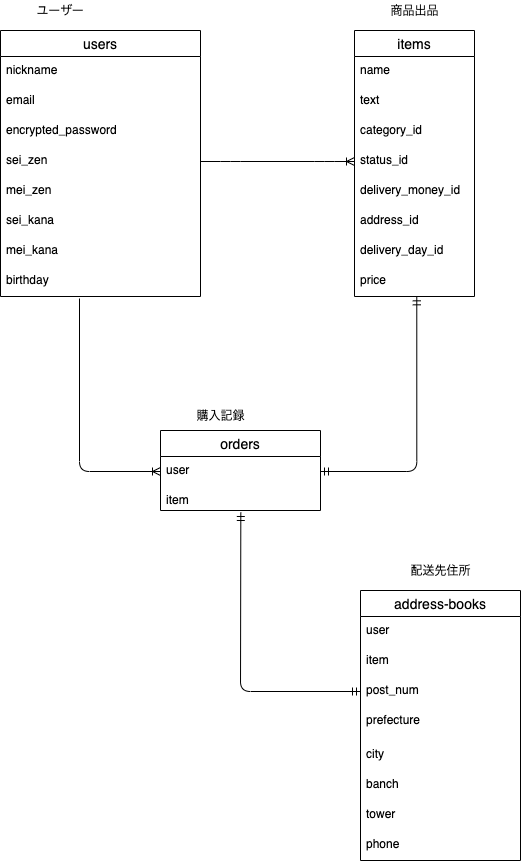 ユーザー
users
nickname
email
encrypted_password
sei_zen
mei_zen
sei_kana
mei_kana
birthday
商品出品
items
name
text
category_id
status_id
delivery_money_id
address_id
delivery_day_id
price
購入記録
orders
user
item
配送先住所
address-books
user
item
post_num
prefecture
city
banch
tower
phone